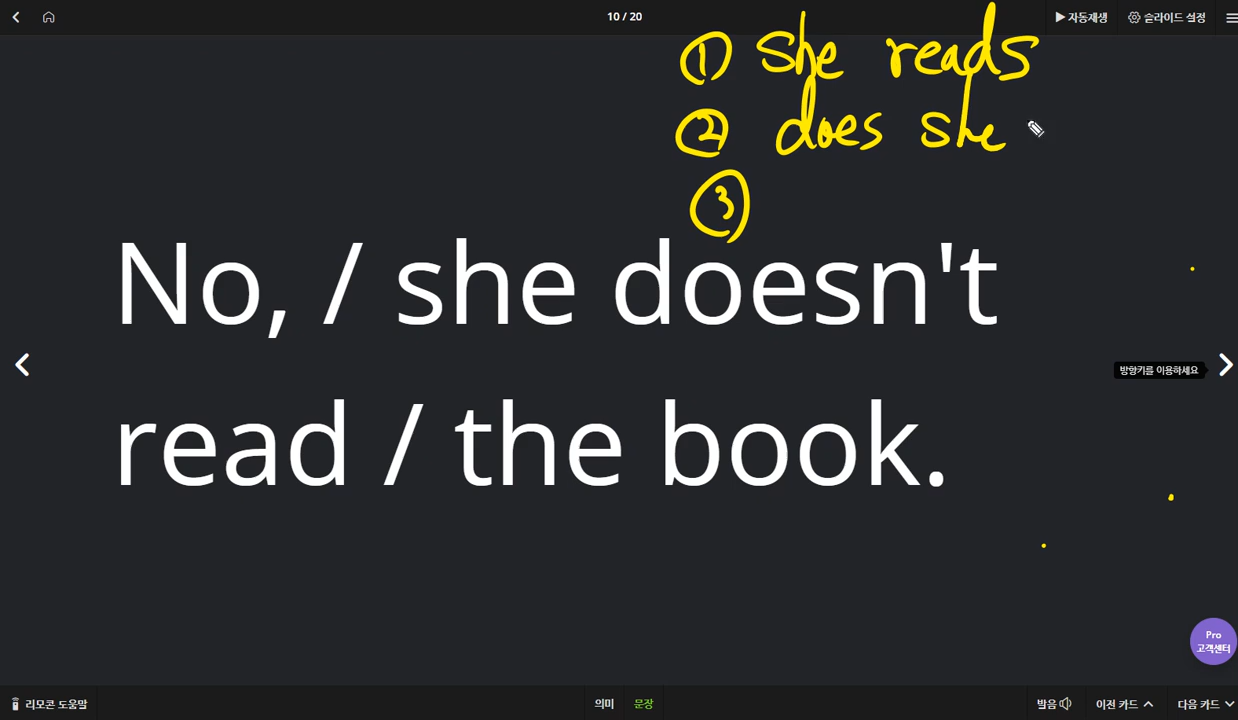 10 / 20
▶자동재생
슬라이드 설정
① She reads
② does she
③
No, / she doesn't
read / the book.
방향키를 이용하세요
Pro
고객센터
리모콘 도움말
의미
문장
발음
이전 카드
다음 카드